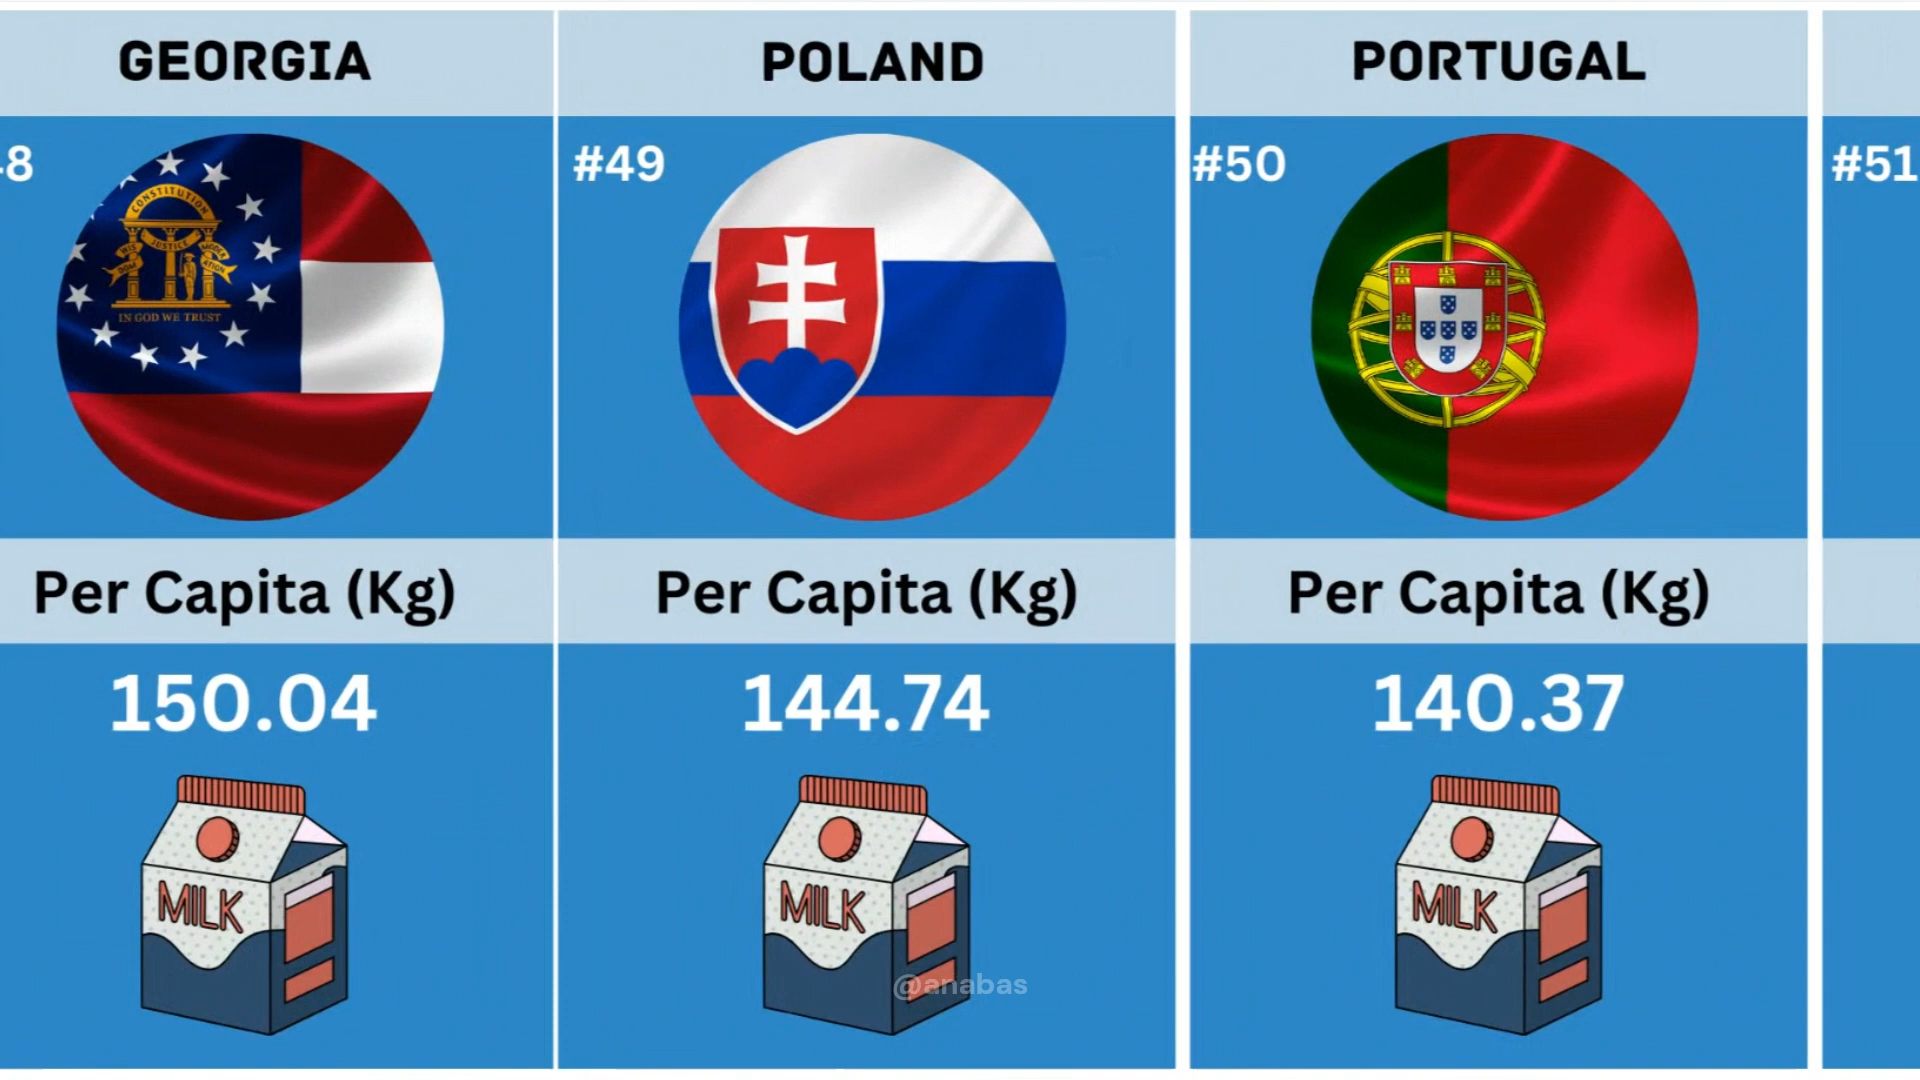 GEORGIA
POLAND
PORTUGAL
8
#49
#50
#51
CONSTITUTION
WISDOM
JUSTICE
MODERATION
IN GOD WE TRUST
Per Capita (Kg)
Per Capita (Kg)
Per Capita (Kg)
150.04
144.74
140.37
MILK
MILK
MILK
@anabas